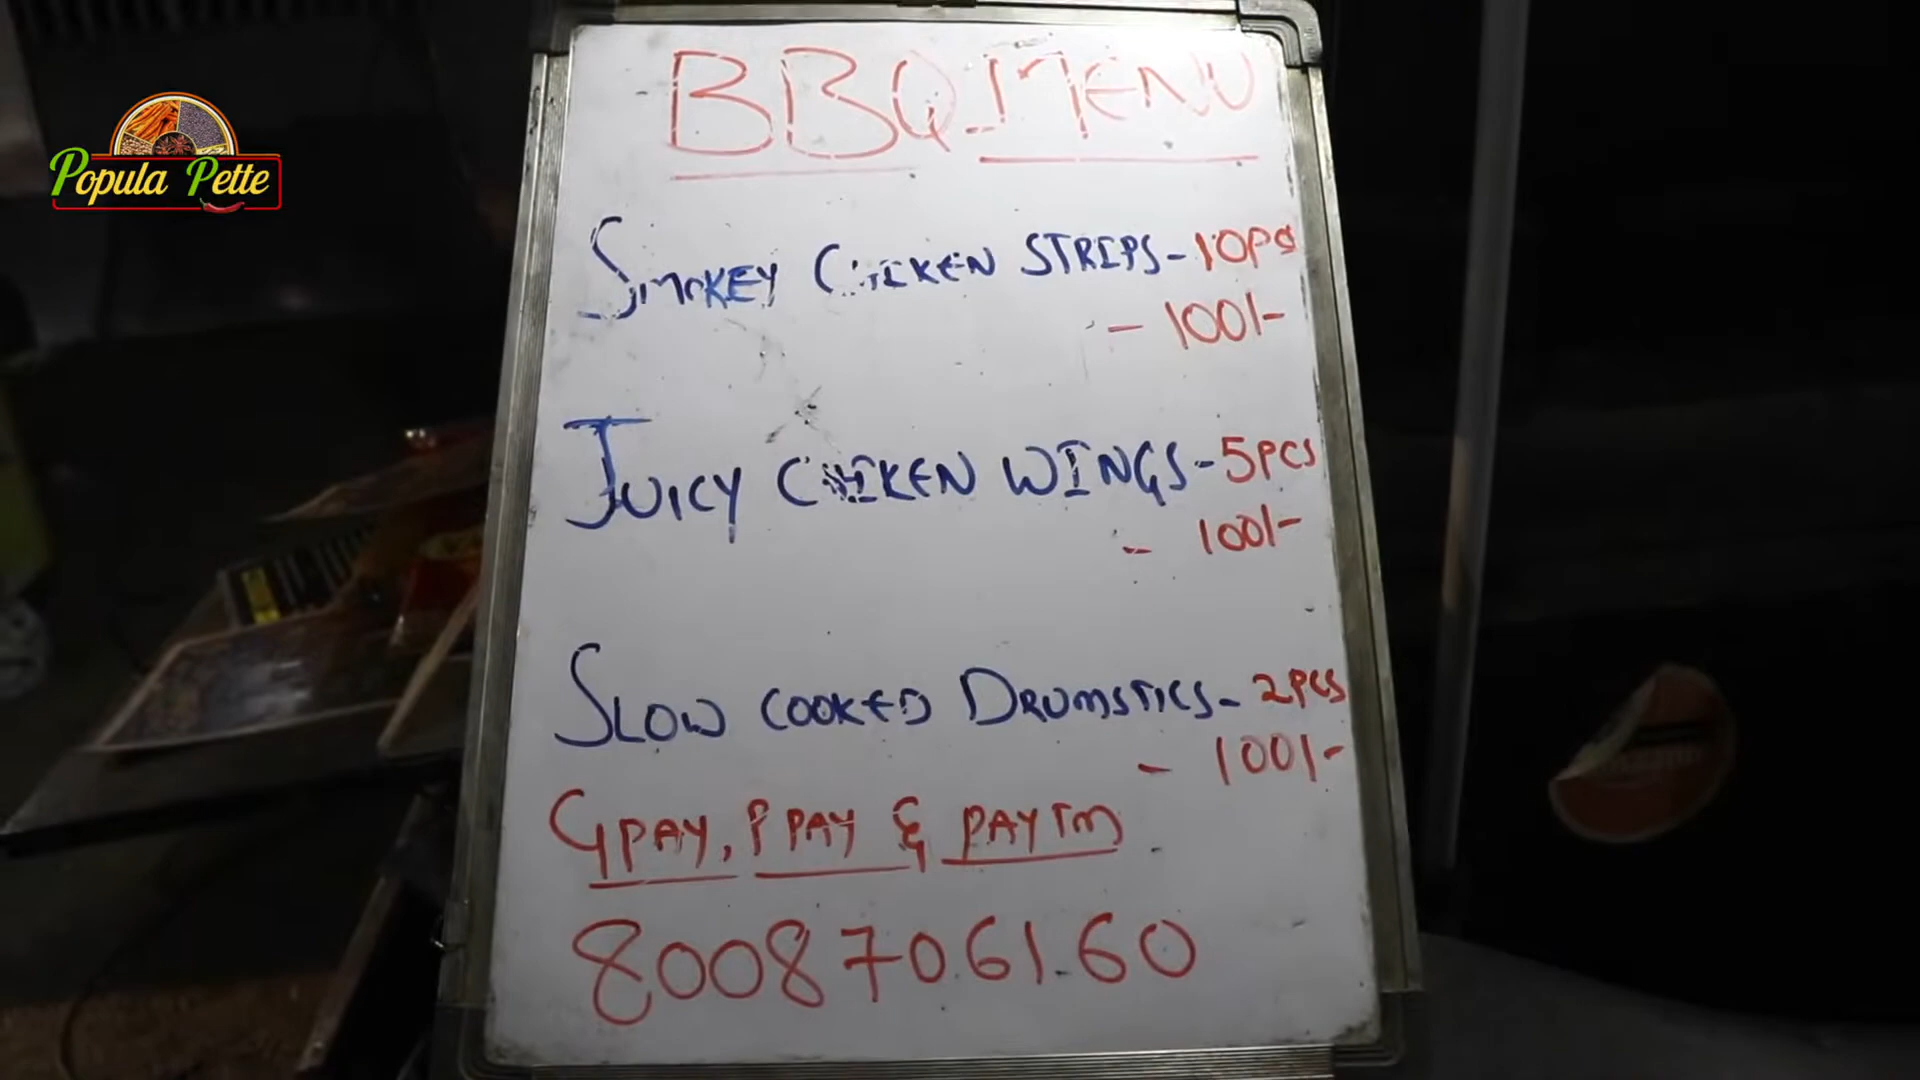 Popula Pette
BBQ MENU
SMOKEY CHICKEN STRIPS - 10PCS
- 100/-
JUICY CHIKEN WINGS - 5PCS
- 100/-
SLOW COOKED DRUMSTICS - 2PCS
- 100/-
GPAY, PPAY & PAYTM
8008706160